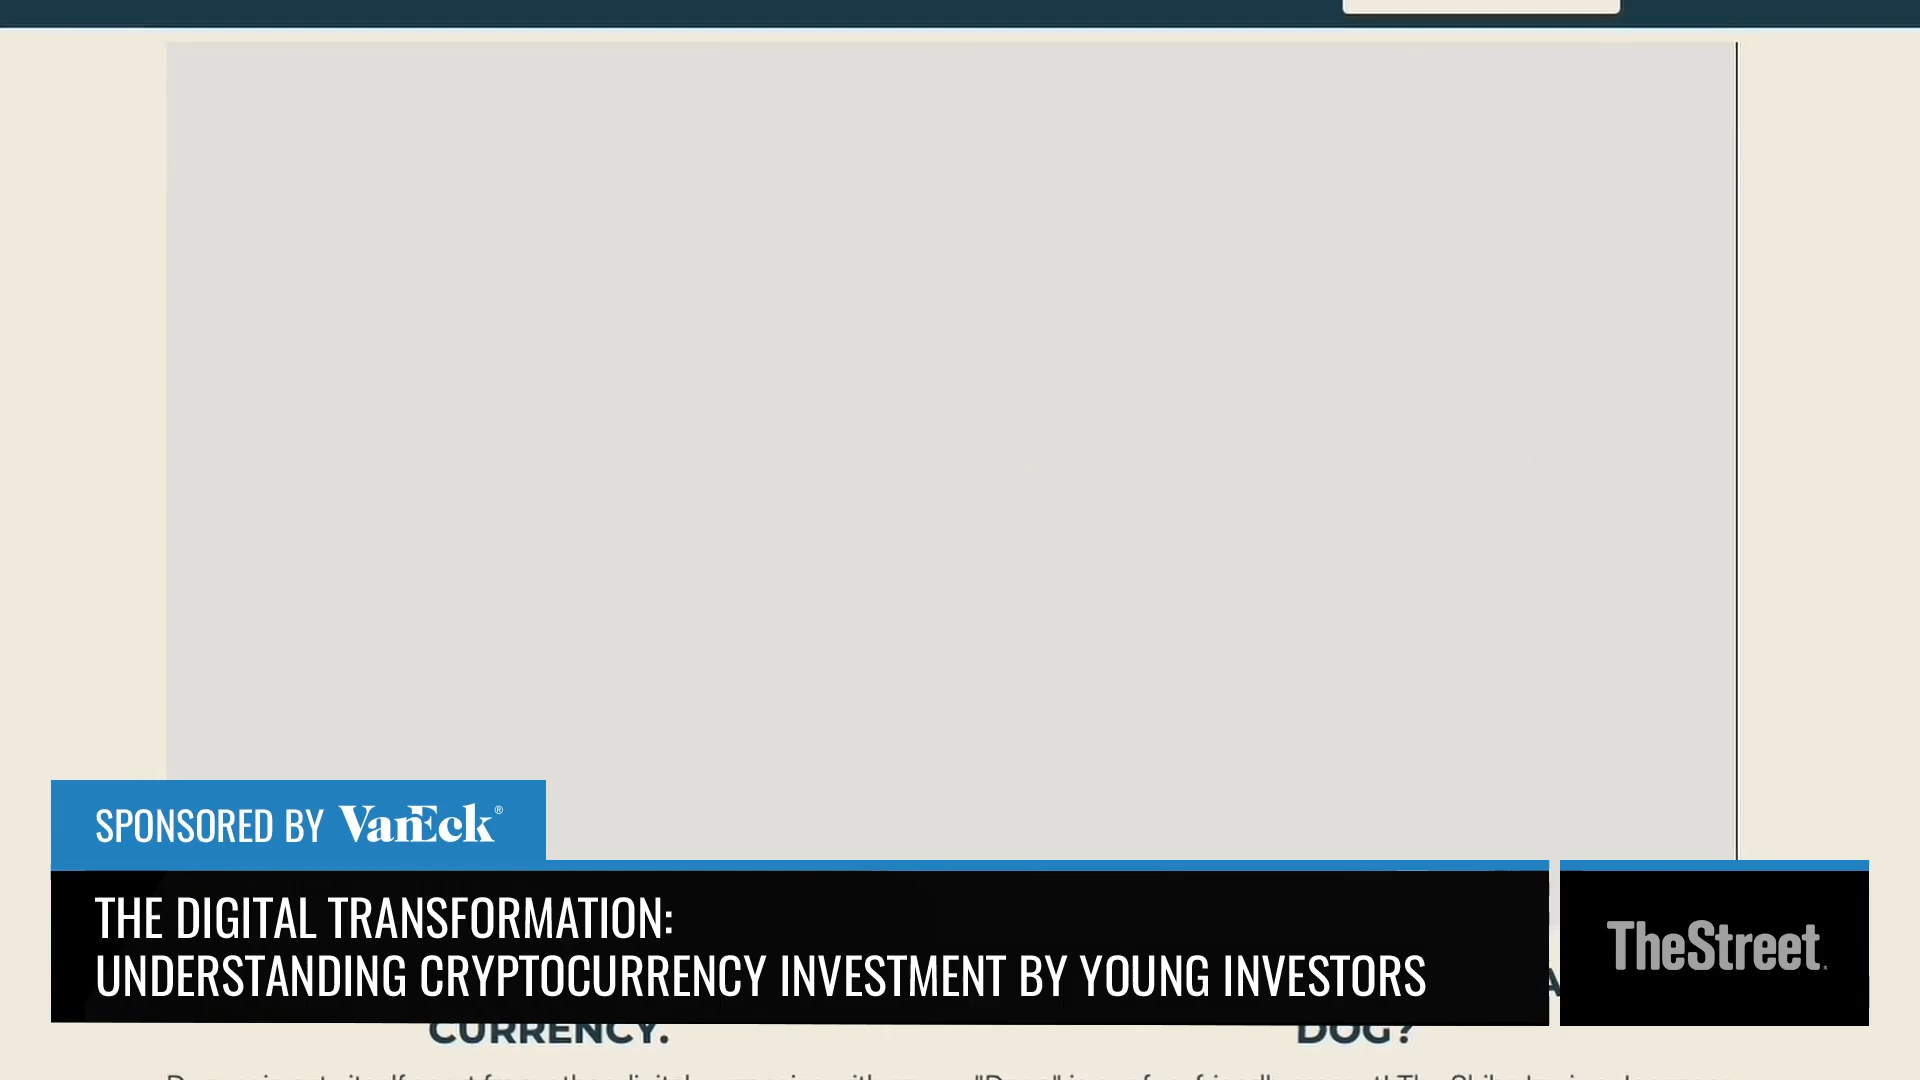 SPONSORED BY VanEck®
THE DIGITAL TRANSFORMATION:
UNDERSTANDING CRYPTOCURRENCY INVESTMENT BY YOUNG INVESTORS
TheStreet.
CURRENCY.
DOG?